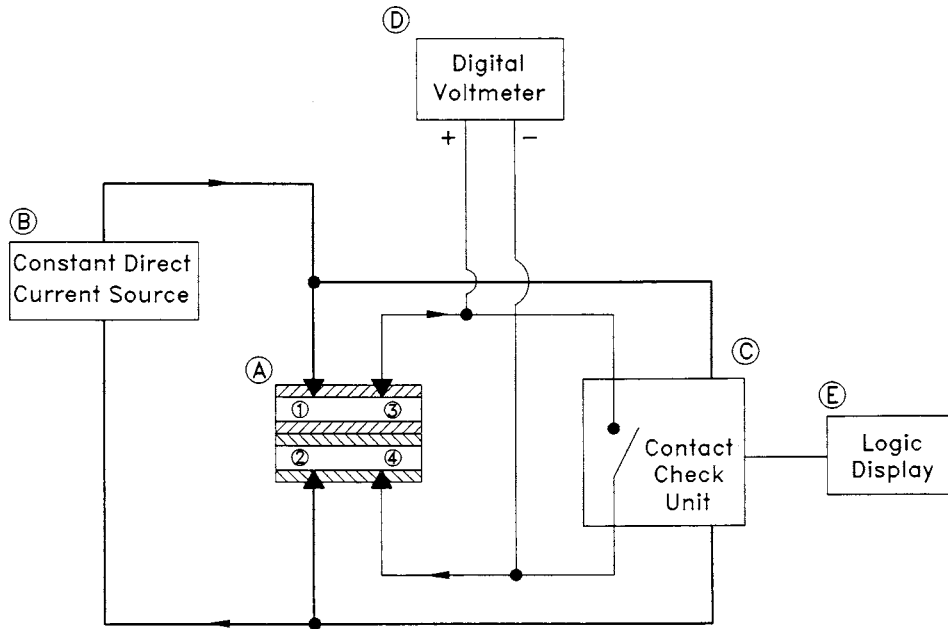 Ⓓ
Digital
Voltmeter
+ −
Ⓑ
Constant Direct
Current Source
Ⓐ
① ③
② ④
Ⓒ
Contact
Check
Unit
Ⓔ
Logic
Display